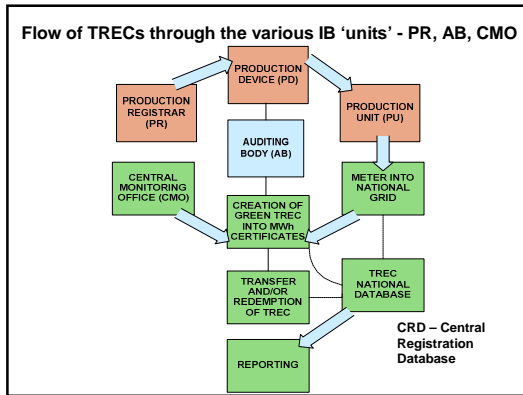 Flow of TRECs through the various IB ‘units’ - PR, AB, CMO
PRODUCTION
DEVICE (PD)
PRODUCTION
REGISTRAR
(PR)
PRODUCTION
UNIT (PU)
AUDITING
BODY (AB)
CENTRAL
MONITORING
OFFICE (CMO)
CREATION OF
GREEN TREC
INTO MWh
CERTIFICATES
METER INTO
NATIONAL
GRID
TRANSFER
AND/OR
REDEMPTION
OF TREC
TREC
NATIONAL
DATABASE
CRD – Central
Registration
Database
REPORTING